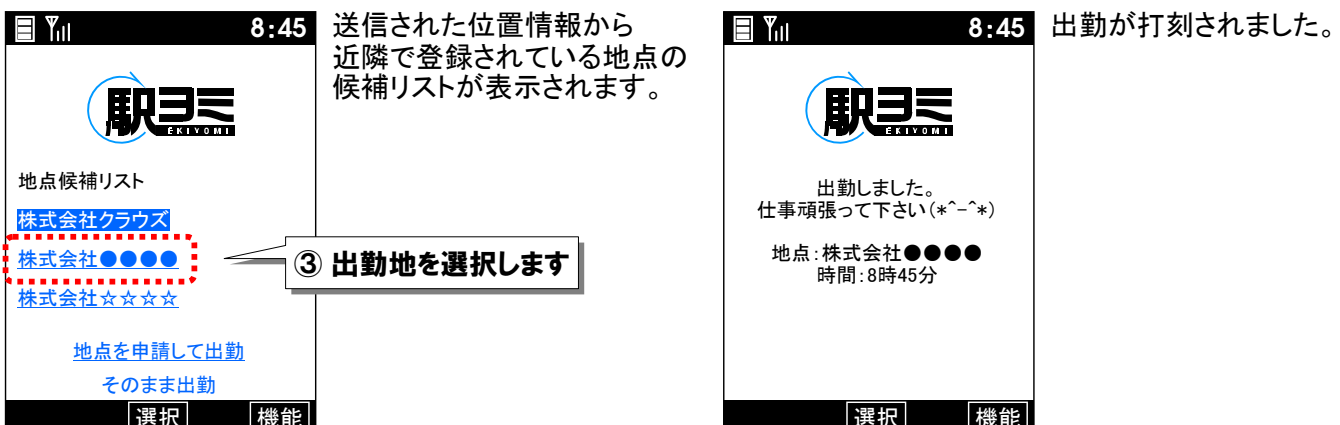 8:45
駅ヨミ
EKIYOMI
地点候補リスト
株式会社クラウズ
株式会社●●●●
株式会社☆☆☆☆
地点を申請して出勤
そのまま出勤
選択 機能
送信された位置情報から
近隣で登録されている地点の
候補リストが表示されます。
③ 出勤地を選択します
8:45
駅ヨミ
EKIYOMI
出勤しました。
仕事頑張って下さい(*^-^*)
地点:株式会社●●●●
時間:8時45分
選択 機能
出勤が打刻されました。